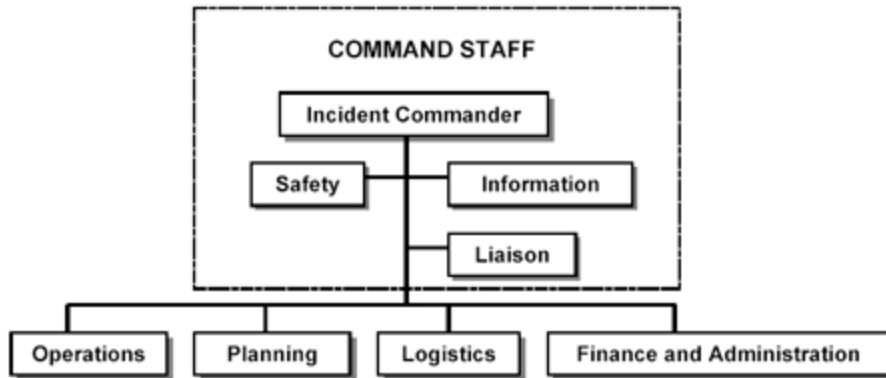 COMMAND STAFF
Incident Commander
Safety
Information
Liaison
Operations
Planning
Logistics
Finance and Administration